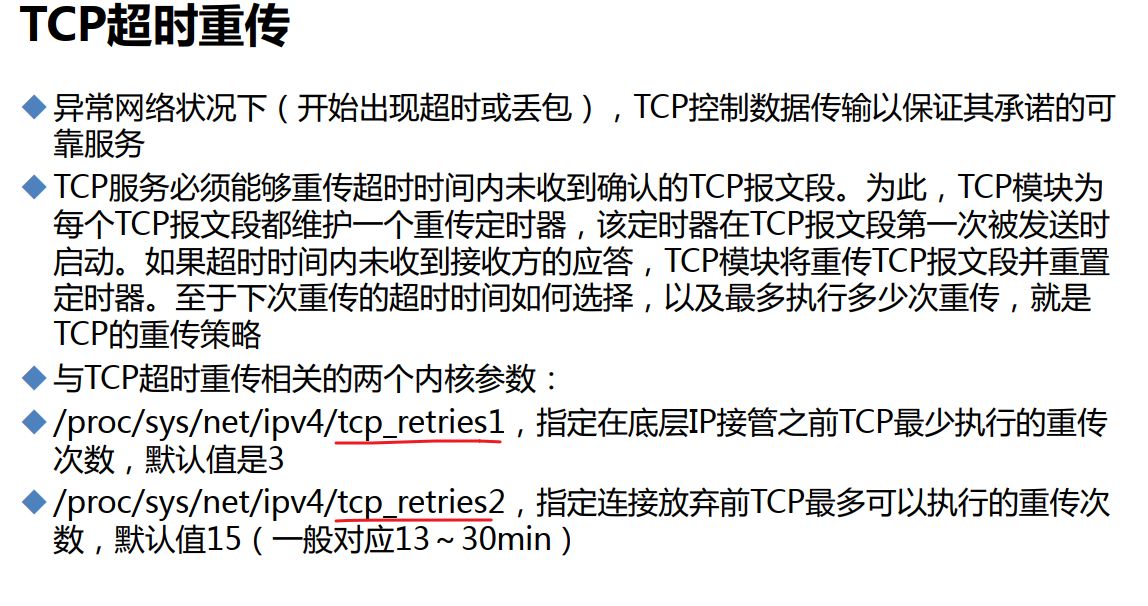 TCP超时重传
异常网络状况下（开始出现超时或丢包），TCP控制数据传输以保证其承诺的可
靠服务
TCP服务必须能够重传超时时间内未收到确认的TCP报文段。为此，TCP模块为
每个TCP报文段都维护一个重传定时器，该定时器在TCP报文段第一次被发送时
启动。如果超时时间内未收到接收方的应答，TCP模块将重传TCP报文段并重置
定时器。至于下次重传的超时时间如何选择，以及最多执行多少次重传，就是
TCP的重传策略
与TCP超时重传相关的两个内核参数：
/proc/sys/net/ipv4/tcp_retries1，指定在底层IP接管之前TCP最少执行的重传
次数，默认值是3
/proc/sys/net/ipv4/tcp_retries2，指定连接放弃前TCP最多可以执行的重传次
数，默认值15（一般对应13～30min）